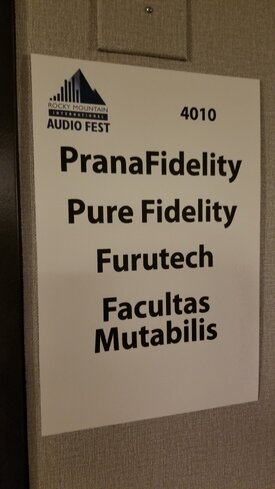 ROCKY MOUNTAIN
INTERNATIONAL
AUDIO FEST
4010
PranaFidelity
Pure Fidelity
Furutech
Facultas
Mutabilis